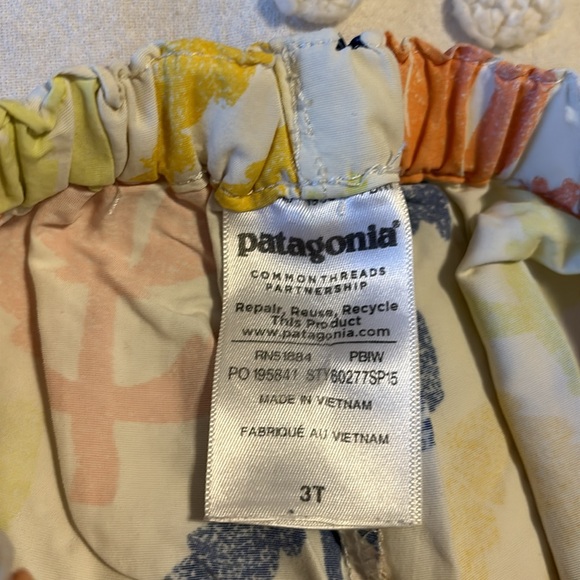 patagonia®
COMMONTHREADS
PARTNERSHIP
Repair, Reuse, Recycle
This Product
www.patagonia.com
RN51884 PBIW
PO 195841 STY60277SP15
MADE IN VIETNAM
FABRIQUÉ AU VIETNAM
3T